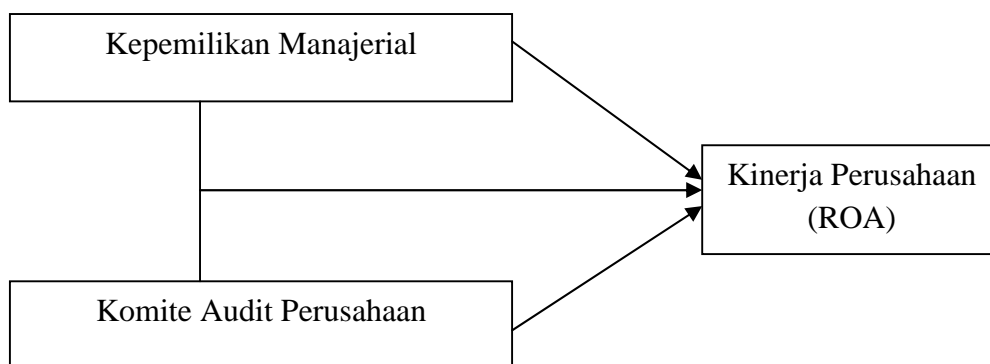 Kepemilikan Manajerial
Kinerja Perusahaan
(ROA)
Komite Audit Perusahaan